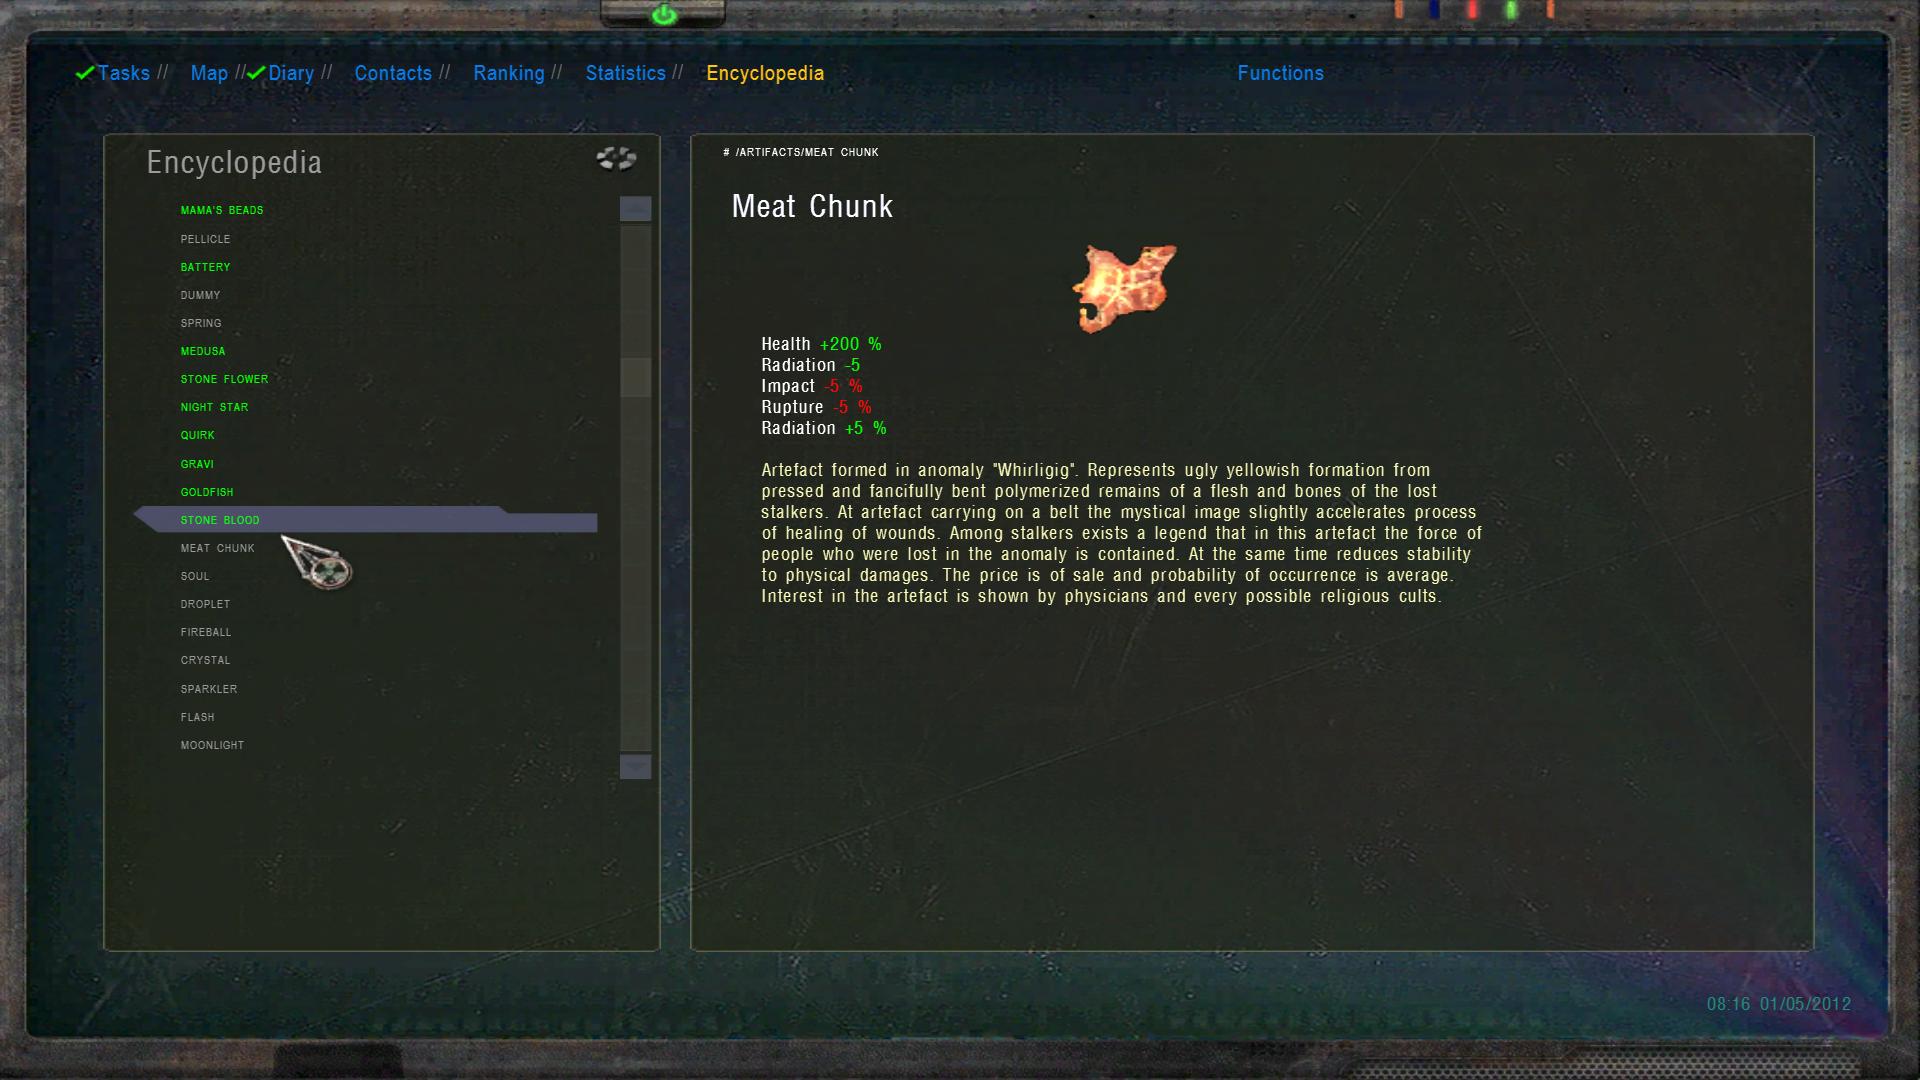 Tasks // Map // Diary // Contacts // Ranking // Statistics // Encyclopedia Functions
Encyclopedia
MAMA'S BEADS
PELLICLE
BATTERY
DUMMY
SPRING
MEDUSA
STONE FLOWER
NIGHT STAR
QUIRK
GRAVI
GOLDFISH
STONE BLOOD
MEAT CHUNK
SOUL
DROPLET
FIREBALL
CRYSTAL
SPARKLER
FLASH
MOONLIGHT
# /ARTIFACTS/MEAT CHUNK
Meat Chunk
Health +200 %
Radiation -5
Impact -5 %
Rupture -5 %
Radiation +5 %
Artefact formed in anomaly "Whirligig". Represents ugly yellowish formation from
pressed and fancifully bent polymerized remains of a flesh and bones of the lost
stalkers. At artefact carrying on a belt the mystical image slightly accelerates process
of healing of wounds. Among stalkers exists a legend that in this artefact the force of
people who were lost in the anomaly is contained. At the same time reduces stability
to physical damages. The price is of sale and probability of occurrence is average.
Interest in the artefact is shown by physicians and every possible religious cults.
08:16 01/05/2012